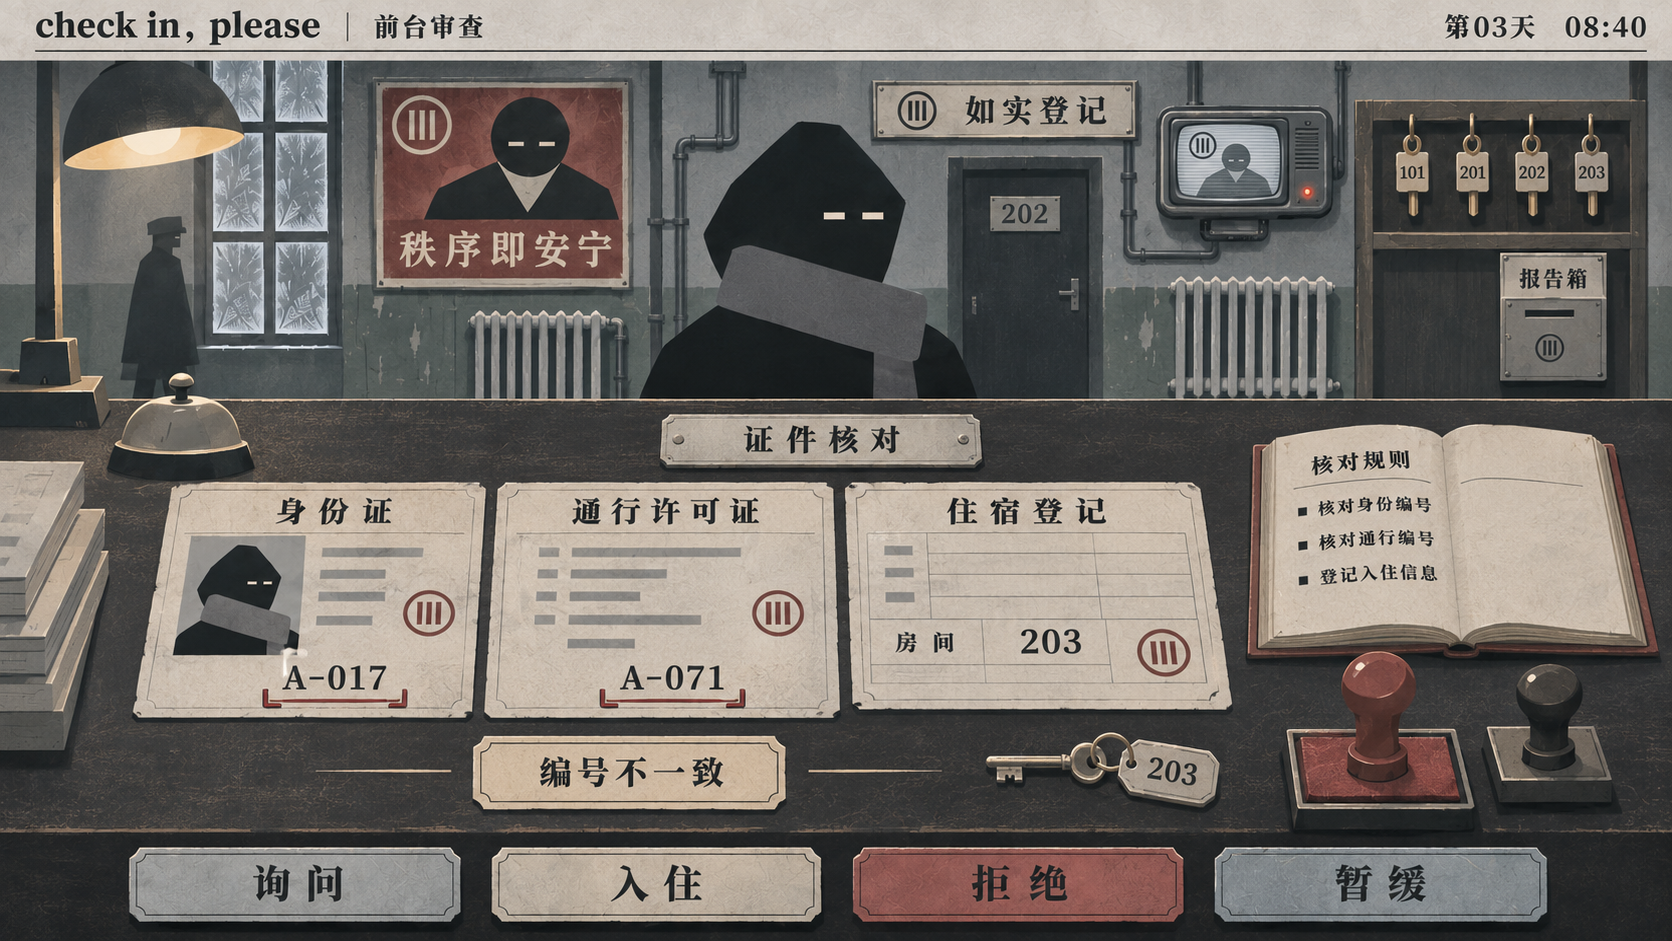 check in, please
前台审查
第03天 08:40
秩序即安宁
如实登记
202
101
201
202
203
报告箱
证件核对
身份证
A-017
通行许可证
A-071
住宿登记
房间 203
核对规则
核对身份编号
核对通行编号
登记入住信息
编号不一致
203
询问
入住
拒绝
暂缓